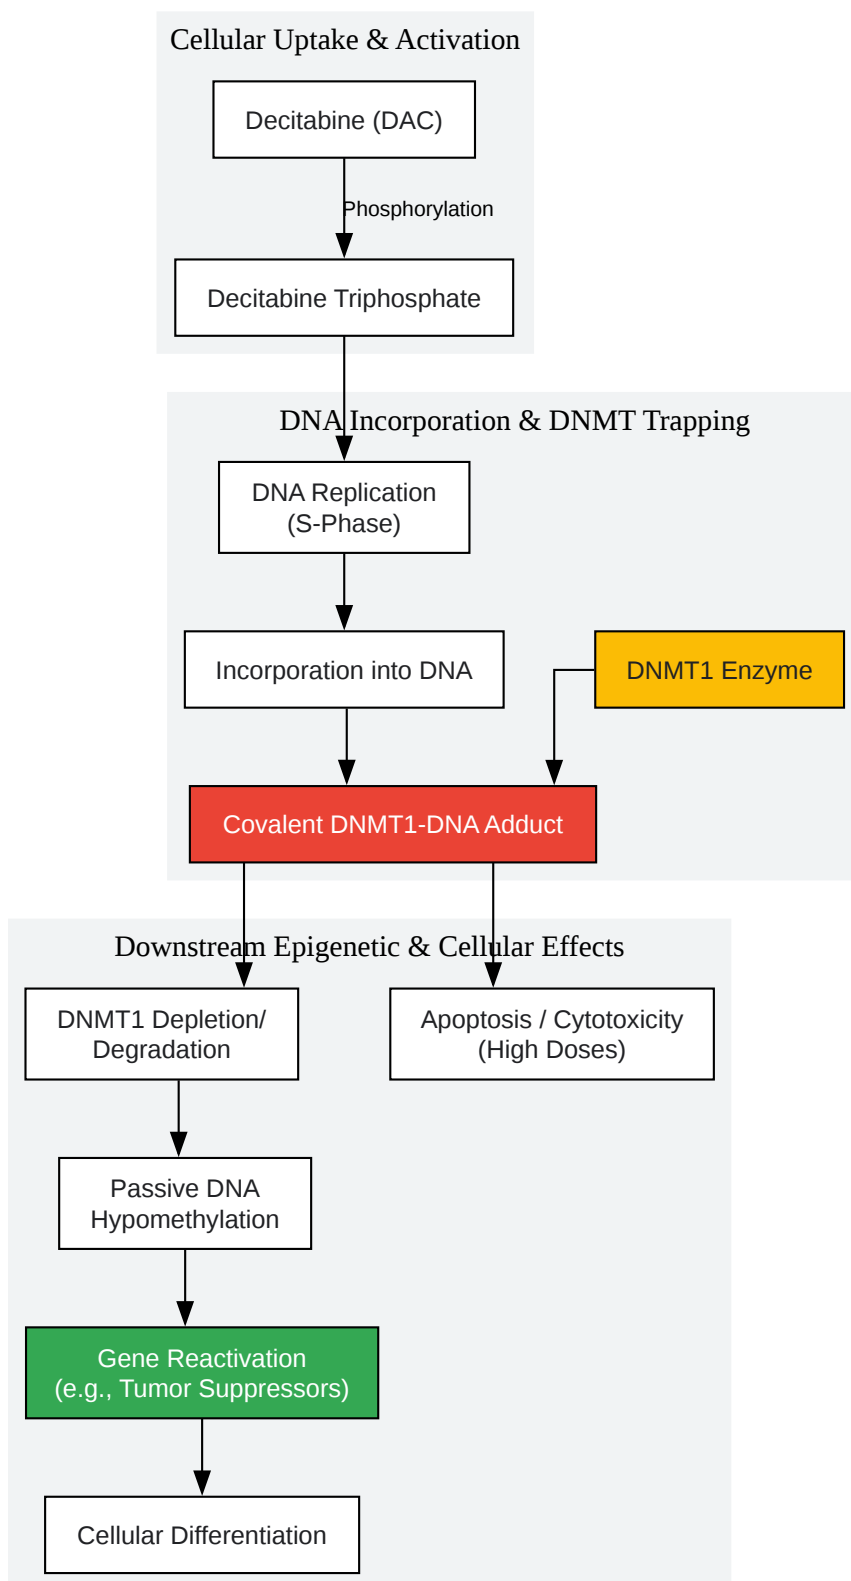 Cellular Uptake & Activation
Decitabine (DAC)
Phosphorylation
Decitabine Triphosphate
DNA Incorporation & DNMT Trapping
DNA Replication
(S-Phase)
Incorporation into DNA
DNMT1 Enzyme
Covalent DNMT1-DNA Adduct
Downstream Epigenetic & Cellular Effects
DNMT1 Depletion/
Degradation
Apoptosis / Cytotoxicity
(High Doses)
Passive DNA
Hypomethylation
Gene Reactivation
(e.g., Tumor Suppressors)
Cellular Differentiation